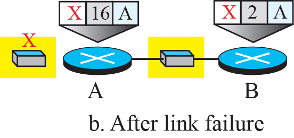 X 16 A X 2 A
X
A B
b. After link failure